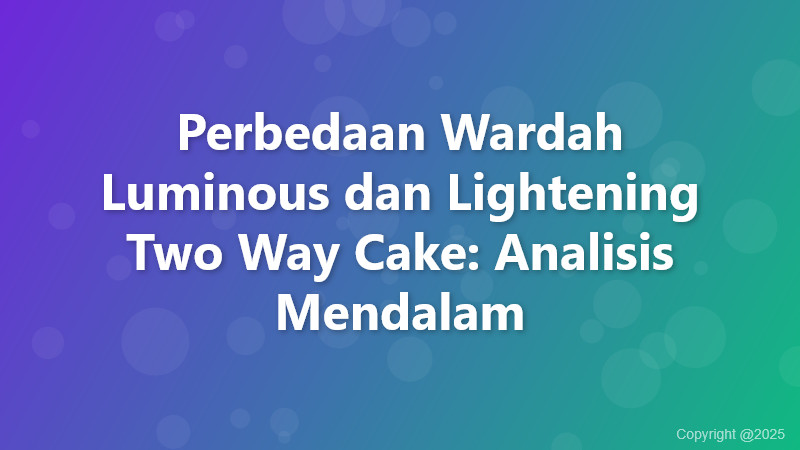 Perbedaan Wardah
Luminous dan Lightening
Two Way Cake: Analisis
Mendalam
Copyright @2025